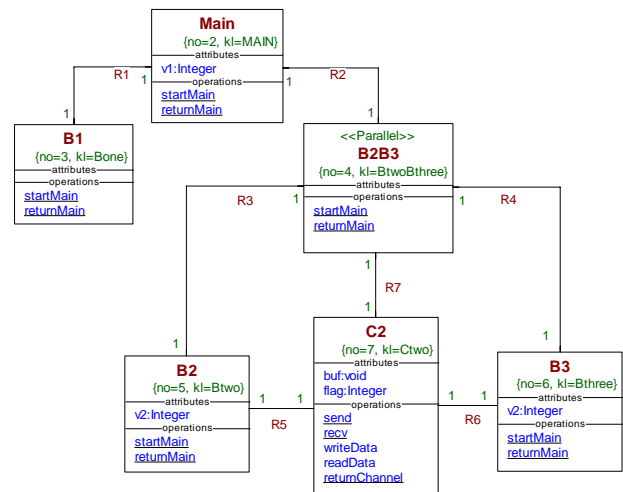 Main
{no=2, kl=MAIN}
attributes
v1:Integer
operations
startMain
returnMain
R1
1
1
R2
1
1
B1
{no=3, kl=Bone}
attributes
operations
startMain
returnMain
<<Parallel>>
B2B3
{no=4, kl=BtwoBthree}
attributes
operations
startMain
returnMain
R3
1
1
R4
1
R7
1
1
1
B2
{no=5, kl=Btwo}
attributes
v2:Integer
operations
startMain
returnMain
1
1
R5
C2
{no=7, kl=Ctwo}
attributes
buf:void
flag:Integer
operations
send
recv
writeData
readData
returnChannel
1
1
R6
1
B3
{no=6, kl=Bthree}
attributes
v2:Integer
operations
startMain
returnMain